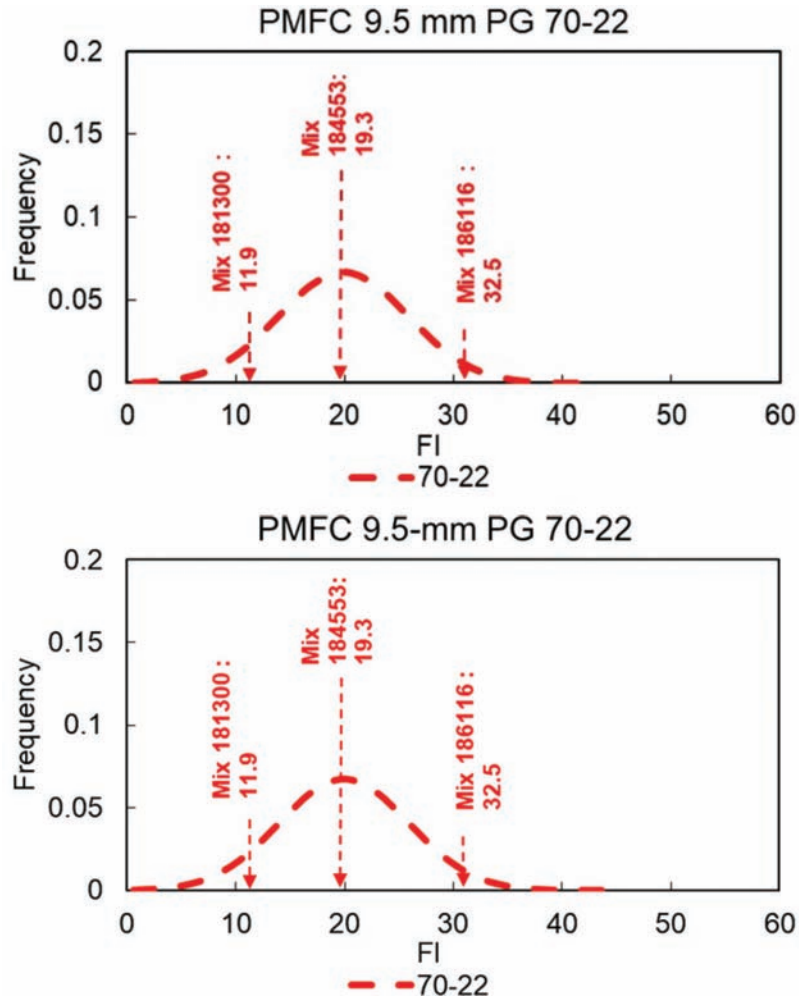 PMFC 9.5 mm PG 70-22
0.2
0.15
0.1
0.05
0
Frequency
Mix 181300 :
11.9
Mix
184553:
19.3
Mix 186116 :
32.5
0 10 20 30 40 50 60
FI
70-22
PMFC 9.5-mm PG 70-22
0.2
0.15
0.1
0.05
0
Frequency
Mix 181300 :
11.9
Mix
184553:
19.3
Mix 186116 :
32.5
0 10 20 30 40 50 60
FI
70-22